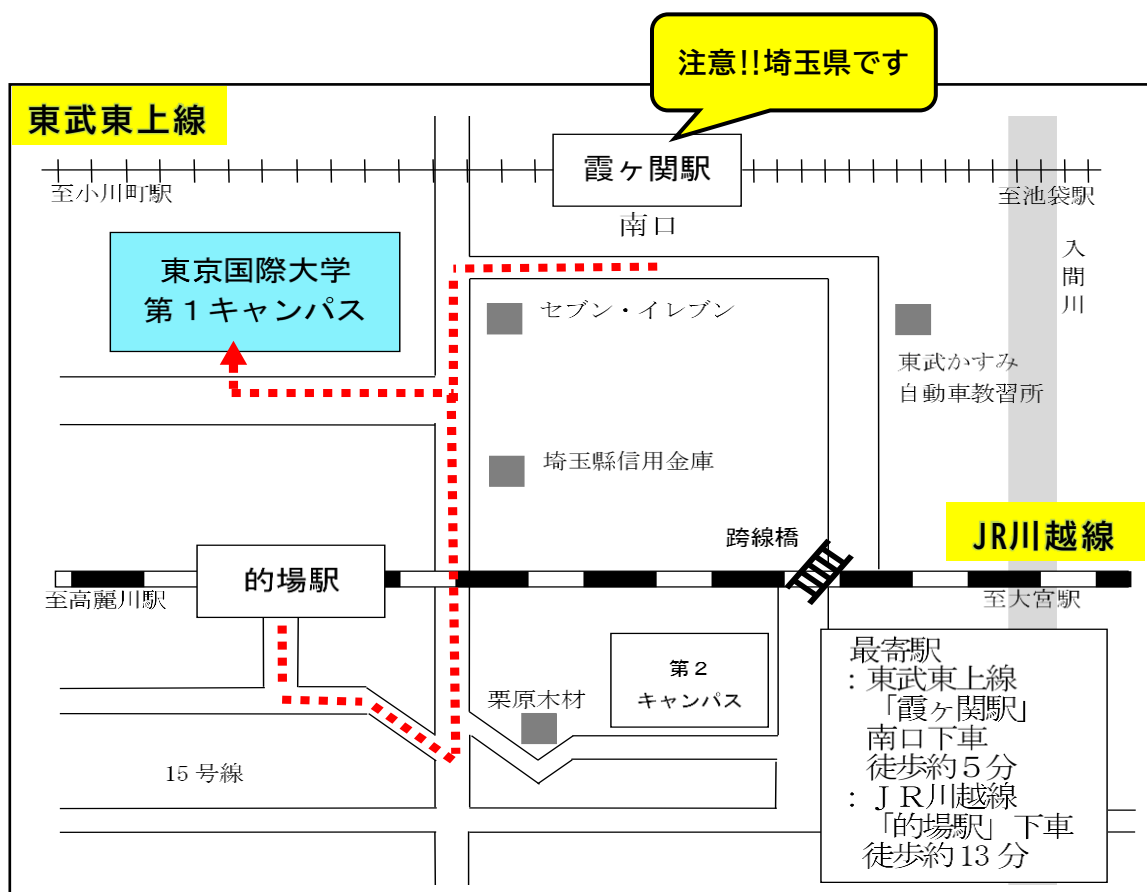 注意!!埼玉県です
東武東上線
霞ヶ関駅
至小川町駅
至池袋駅
南口
入間川
東京国際大学
第１キャンパス
セブン・イレブン
東武かすみ
自動車教習所
埼玉縣信用金庫
JR川越線
跨線橋
的場駅
至高麗川駅
至大宮駅
第２
キャンパス
栗原木材
15 号線
最寄駅
：東武東上線
「霞ヶ関駅」
南口下車
徒歩約５分
：ＪＲ川越線
「的場駅」下車
徒歩約 13 分